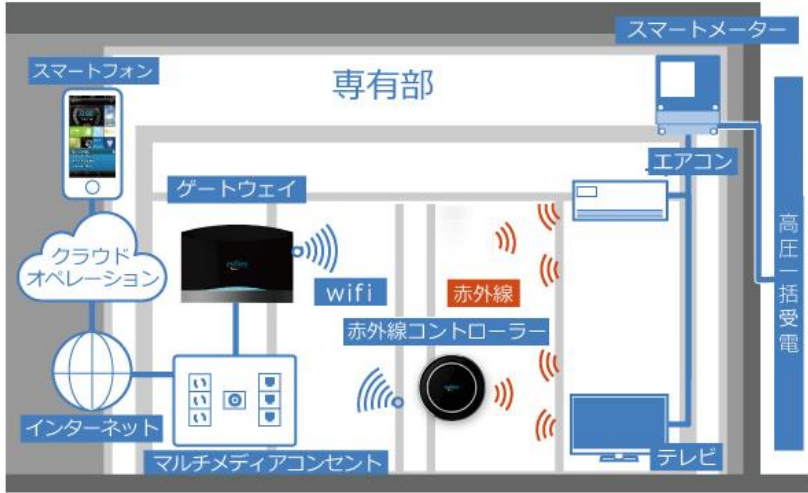 スマートメーター
スマートフォン
専有部
エアコン
ゲートウェイ
クラウド
オペレーション
wifi
赤外線
赤外線コントローラー
高圧一括受電
インターネット
マルチメディアコンセント
テレビ